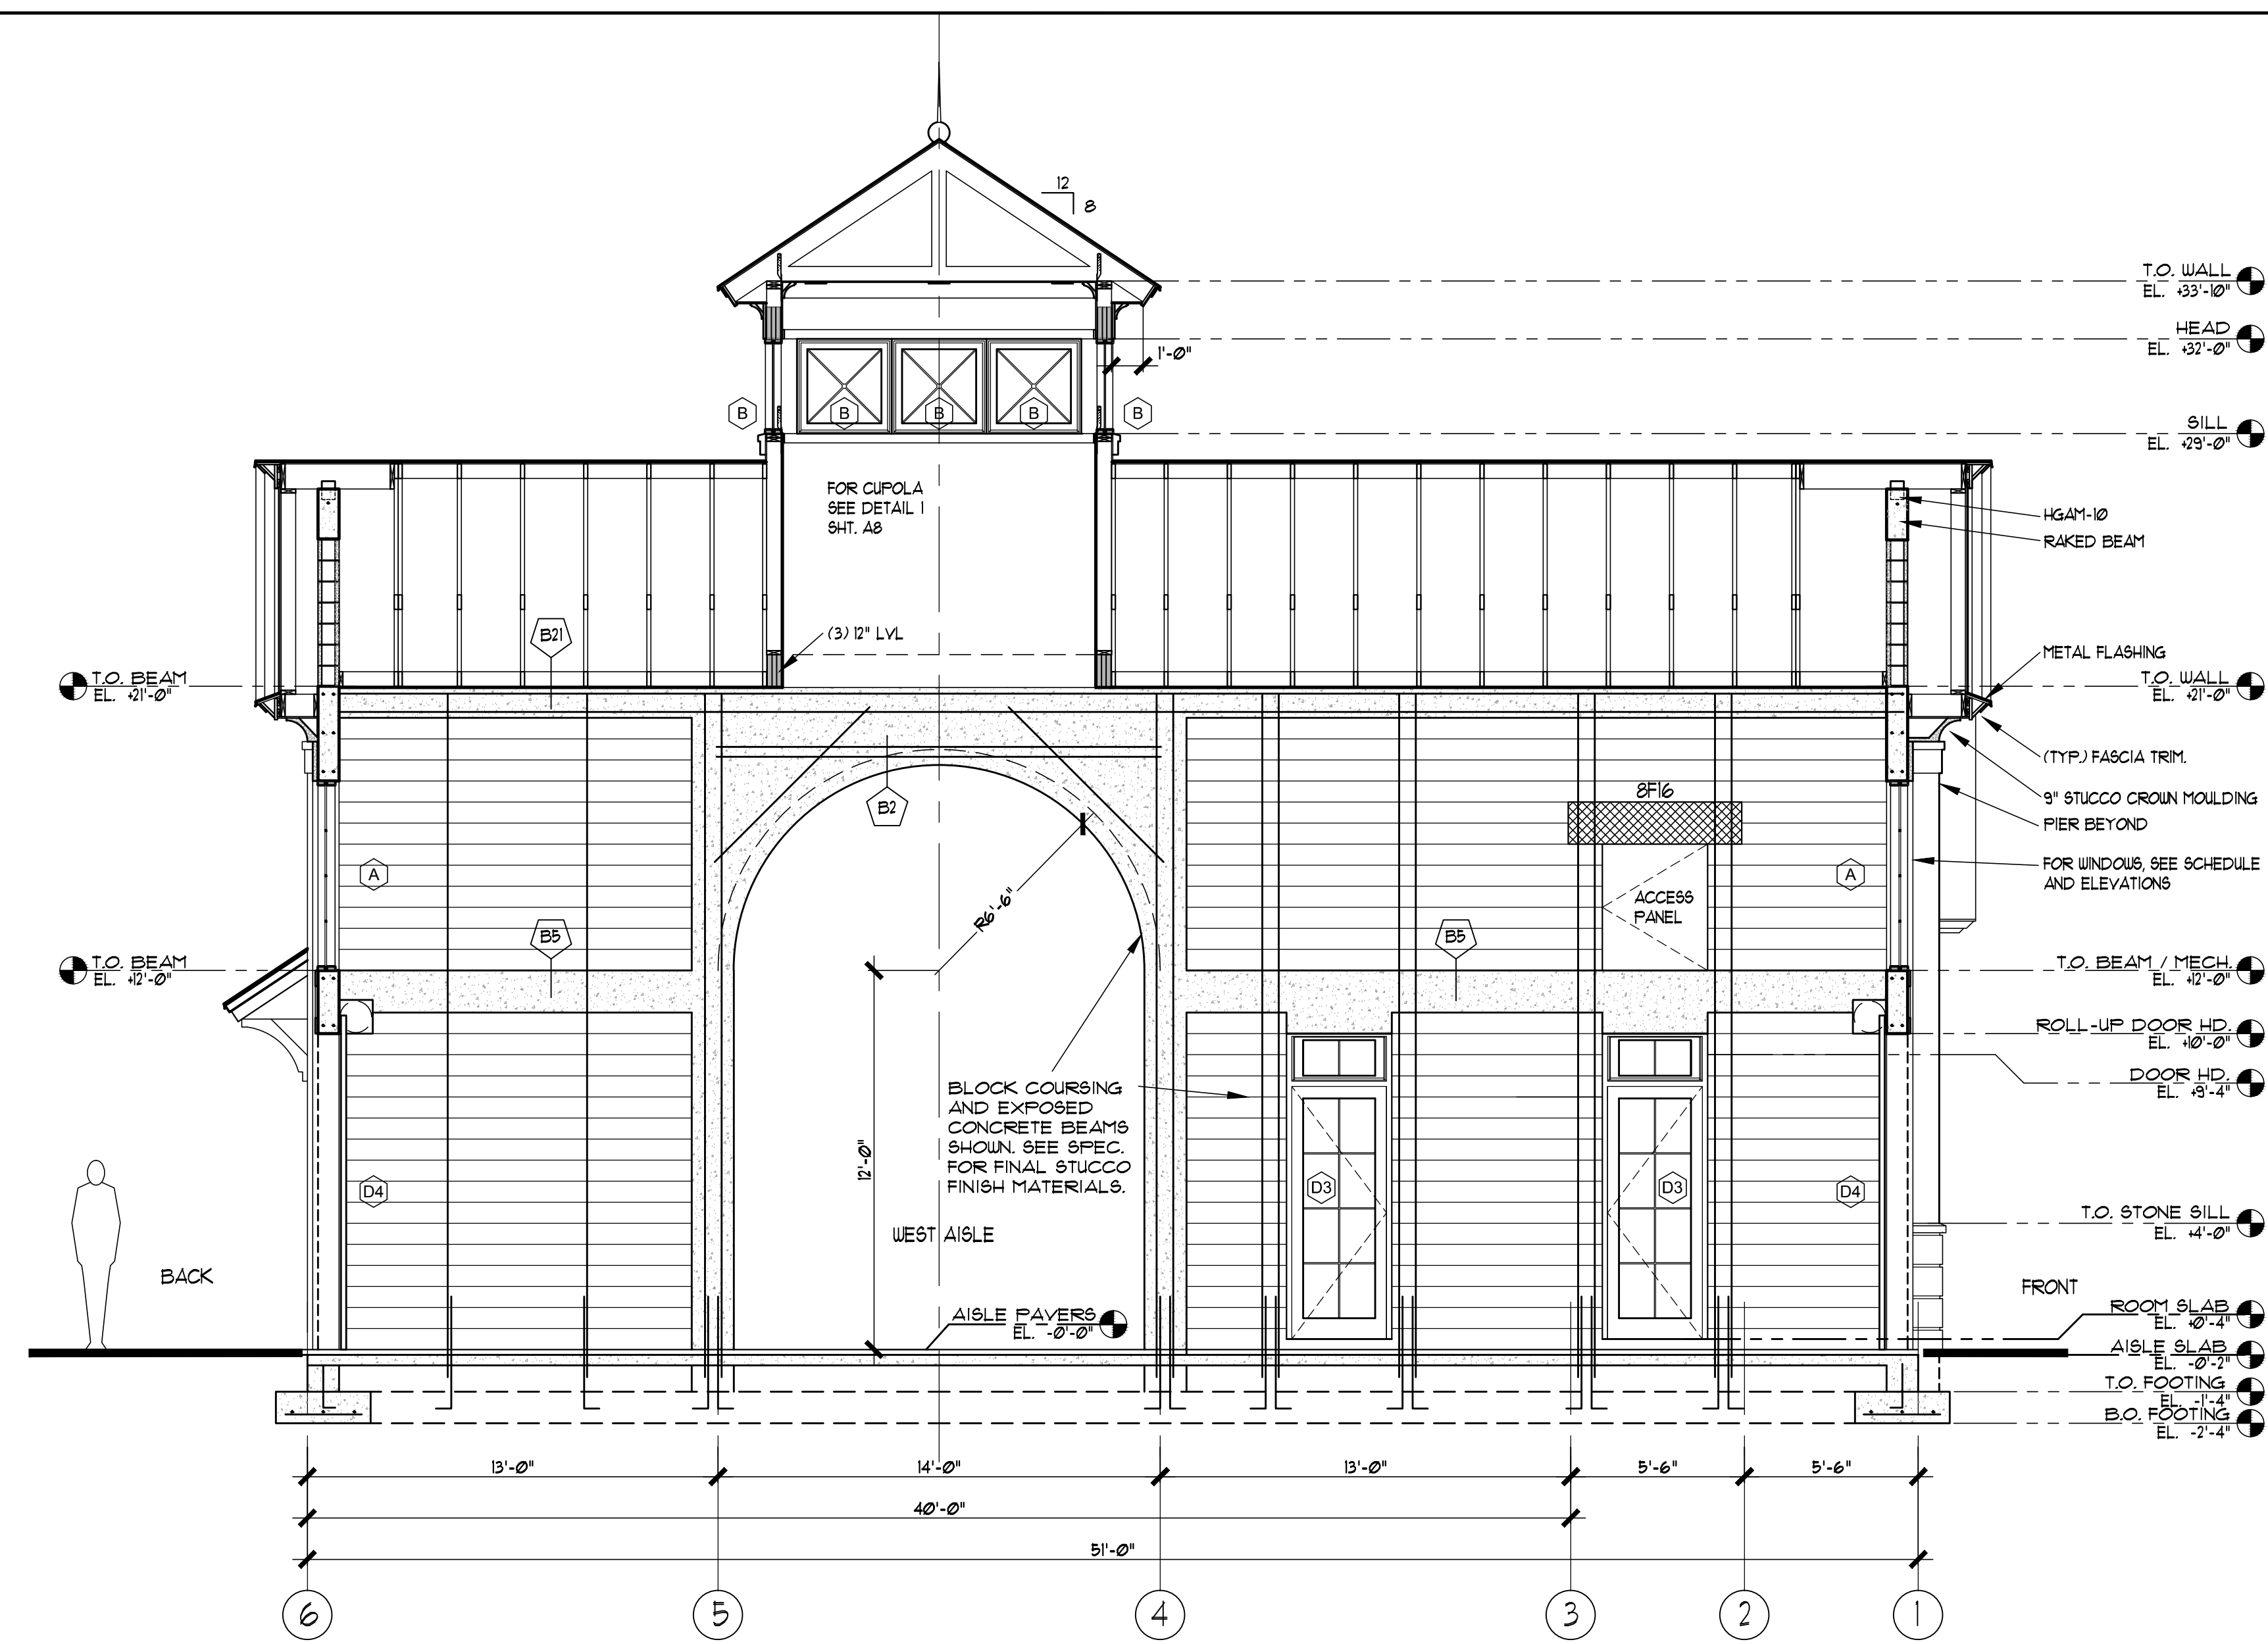 12
8
T.O. WALL
EL. +33'-10"
HEAD
EL. +32'-0"
1'-0"
B
B
B
B
B
SILL
EL. +29'-0"
FOR CUPOLA
SEE DETAIL 1
SHT. A8
HGAM-10
RAKED BEAM
B21
(3) 12" LVL
METAL FLASHING
T.O. BEAM
EL. +21'-0"
T.O. WALL
EL. +21'-0"
(TYP.) FASCIA TRIM.
8F16
9" STUCCO CROWN MOULDING
B2
PIER BEYOND
A
A
FOR WINDOWS, SEE SCHEDULE
AND ELEVATIONS
ACCESS
PANEL
R6'-6"
B5
B5
T.O. BEAM
EL. +12'-0"
T.O. BEAM / MECH.
EL. +12'-0"
ROLL-UP DOOR HD.
EL. +10'-0"
DOOR HD.
EL. +9'-4"
BLOCK COURSING
AND EXPOSED
CONCRETE BEAMS
SHOWN. SEE SPEC.
FOR FINAL STUCCO
FINISH MATERIALS.
12'-0"
D4
D3
D3
D4
T.O. STONE SILL
EL. +4'-0"
WEST AISLE
BACK
FRONT
AISLE PAVERS
EL. -0'-0"
ROOM SLAB
EL. +0'-4"
AISLE SLAB
EL. -0'-2"
T.O. FOOTING
EL. -1'-4"
B.O. FOOTING
EL. -2'-4"
13'-0"
14'-0"
13'-0"
5'-6"
5'-6"
40'-0"
51'-0"
6
5
4
3
2
1